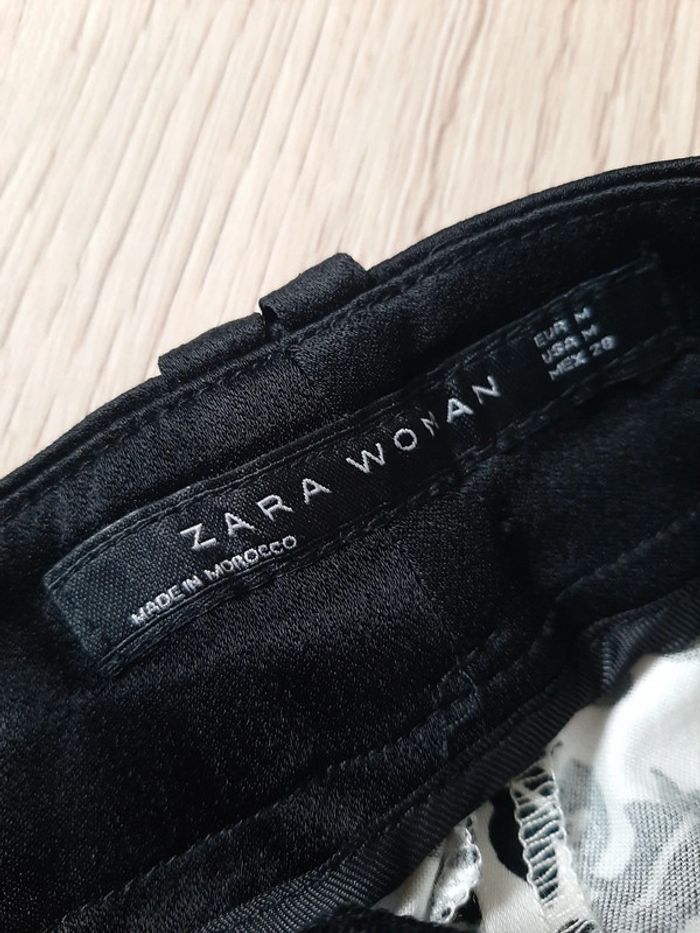 ZARA WOMAN
MADE IN MOROCCO
EUR M
USA M
MEX 28